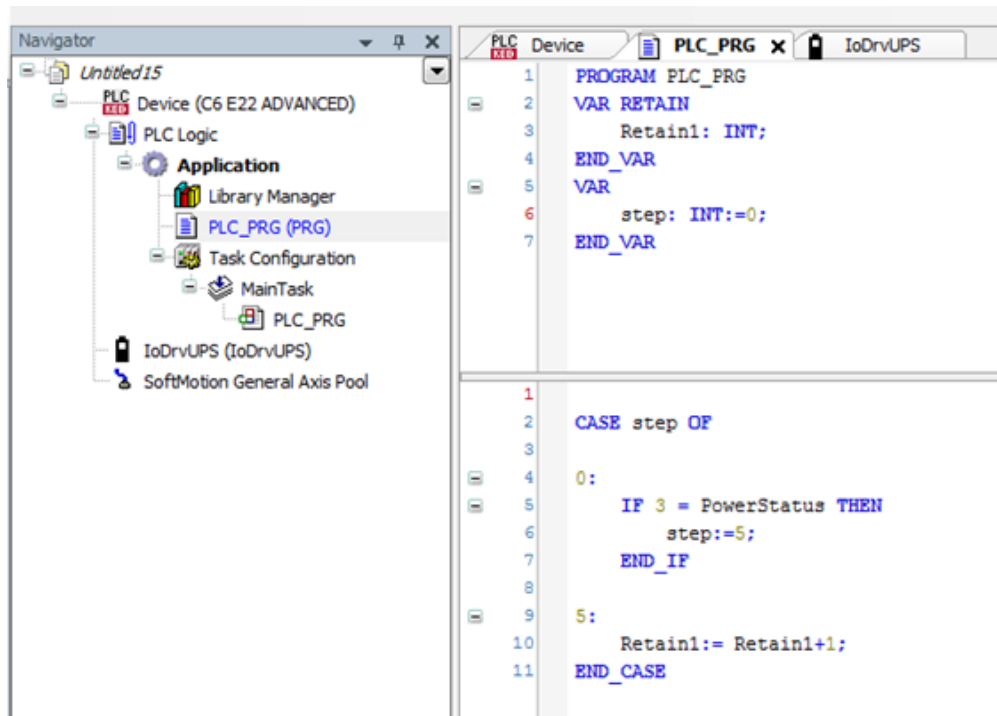 Navigator
Untitled15
PLC Device (C6 E22 ADVANCED)
PLC Logic
Application
Library Manager
PLC_PRG (PRG)
Task Configuration
MainTask
PLC_PRG
IoDrvUPS (IoDrvUPS)
SoftMotion General Axis Pool
PLC Device PLC_PRG IoDrvUPS
1 PROGRAM PLC_PRG
2 VAR RETAIN
3 Retain1: INT;
4 END_VAR
5 VAR
6 step: INT:=0;
7 END_VAR
1
2 CASE step OF
3
4 0:
5 IF 3 = PowerStatus THEN
6 step:=5;
7 END_IF
8
9 5:
10 Retain1:= Retain1+1;
11 END_CASE